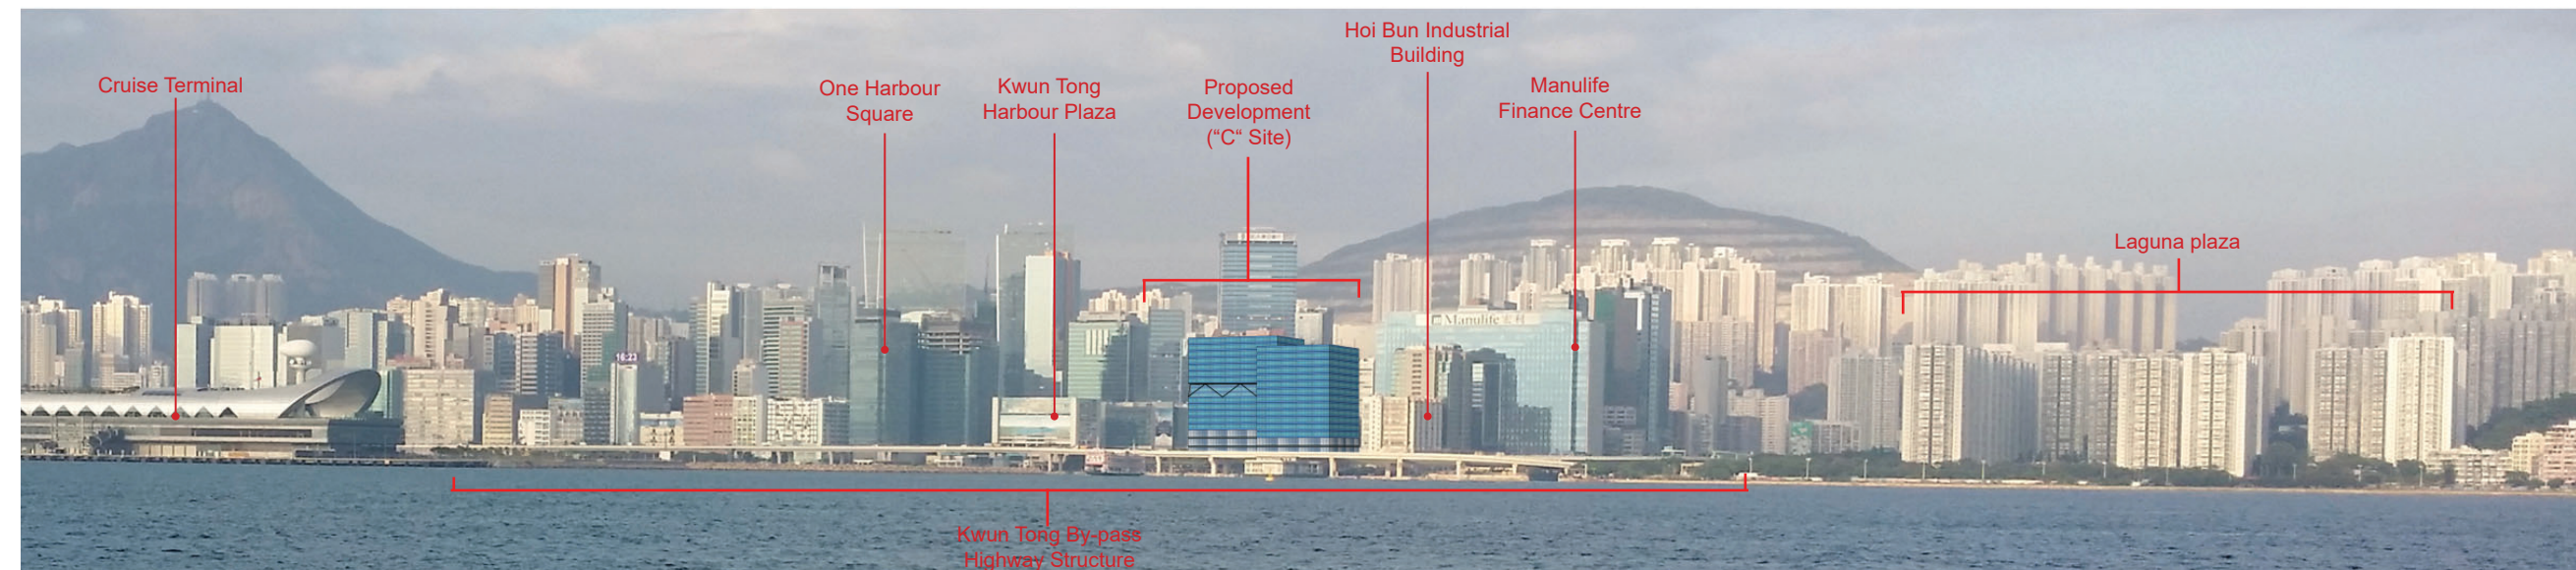 Cruise Terminal
One Harbour
Square
Kwun Tong
Harbour Plaza
Proposed
Development
(“C“ Site)
Hoi Bun Industrial
Building
Manulife
Finance Centre
Laguna plaza
16:23
Manulife
Kwun Tong By-pass
Highway Structure